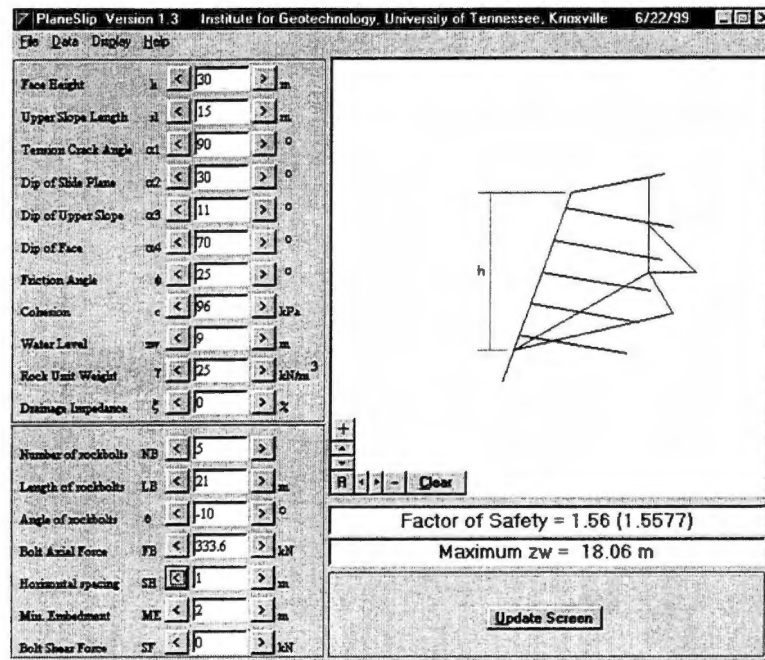 PlaneSlip Version 1.3 Institute for Geotechnology, University of Tennessee, Knoxville 6/22/99
File Data Display Help
Face Height h < 30 > m
Upper Slope Length sl < 15 > m
Tension Crack Angle α1 < 90 > °
Dip of Slide Plane α2 < 30 > °
Dip of Upper Slope α3 < 11 > °
Dip of Face α4 < 70 > °
Friction Angle ϕ < 25 > °
Cohesion c < 96 > kPa
Water Level zw < 9 > m
Rock Unit Weight γ < 25 > kN/m³
Drainage Impedance ξ < 0 > %
Number of rockbolts NB < 5 >
Length of rockbolts LB < 21 > m
Angle of rockbolts θ < -10 > °
Bolt Axial Force FB < 333.6 > kN
Horizontal spacing SH < 1 > m
Min. Embedment ME < 2 > m
Bolt Shear Force SF < 0 > kN
h
+
R - Clear
Factor of Safety = 1.56 (1.5577)
Maximum zw = 18.06 m
Update Screen